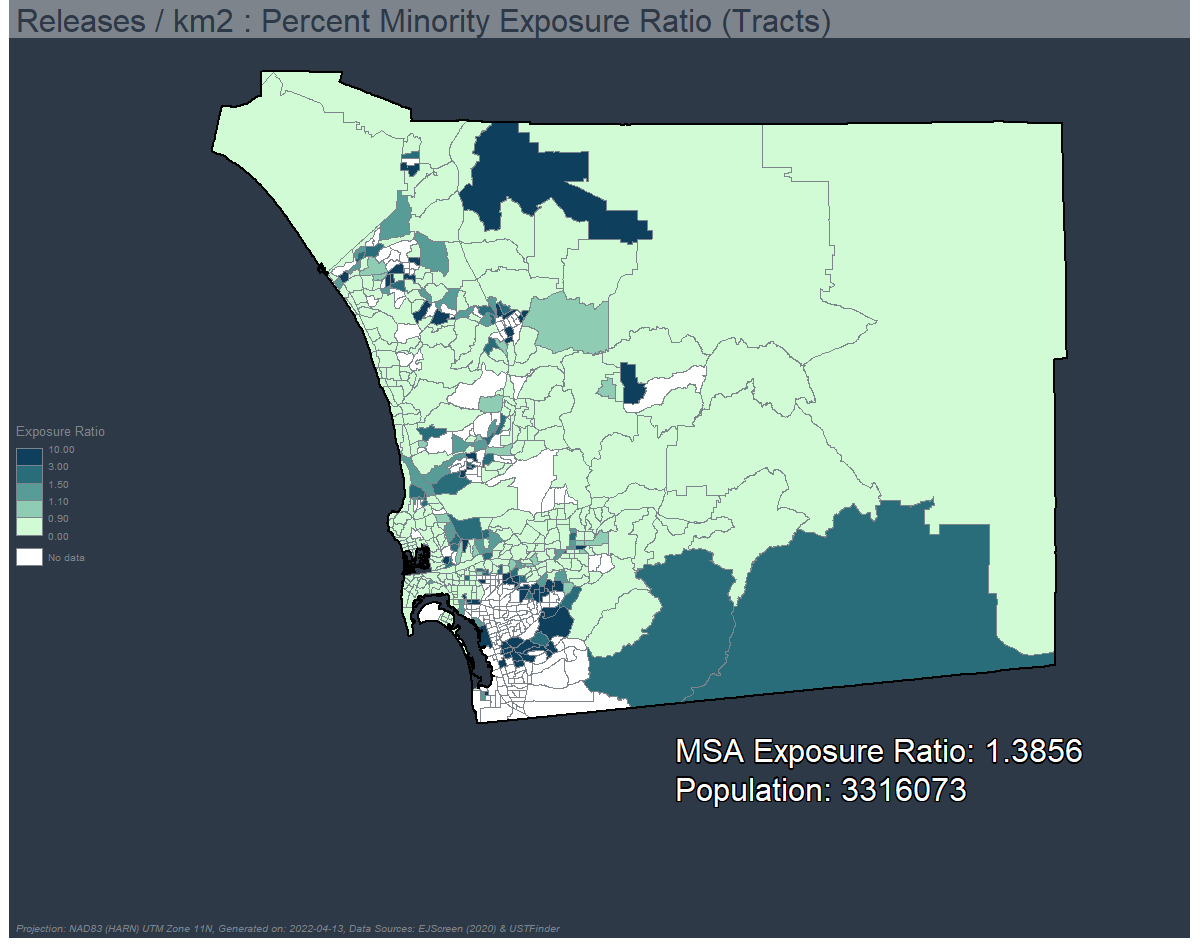 Releases / km2 : Percent Minority Exposure Ratio (Tracts)
Exposure Ratio
10.00
3.00
1.50
1.10
0.90
0.00
No data
MSA Exposure Ratio: 1.3856
Population: 3316073
Projection: NAD83 (HARN) UTM Zone 11N, Generated on: 2022-04-13, Data Sources: EJScreen (2020) & USTFinder